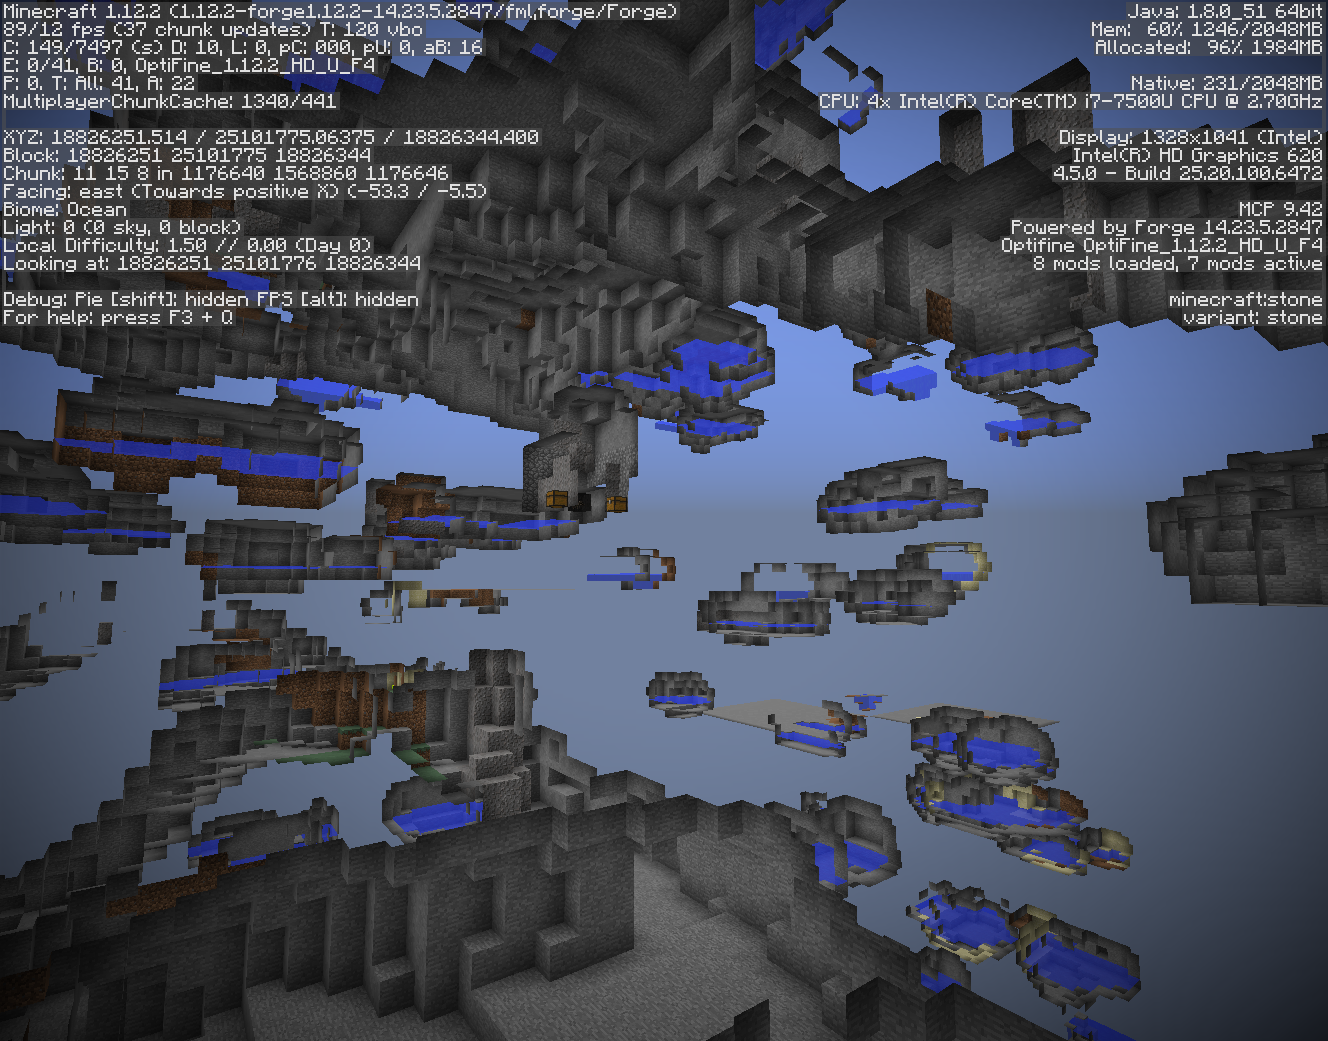 Minecraft 1.12.2 (1.12.2-forge1.12.2-14.23.5.2847/fml,forge/Forge)
89/12 fps (37 chunk updates) T: 120 vbo
C: 149/7497 (s) D: 10, L: 0, pC: 000, pU: 0, aB: 16
E: 0/41, B: 0, OptiFine_1.12.2_HD_U_F4
P: 0. T: All: 41, A: 22
MultiplayerChunkCache: 1340/441
XYZ: 18826251.514 / 25101775.06375 / 18826344.400
Block: 18826251 25101775 18826344
Chunk: 11 15 8 in 1176640 1568860 1176646
Facing: east (Towards positive X) (-53.3 / -5.5)
Biome: Ocean
Light: 0 (0 sky, 0 block)
Local Difficulty: 1.50 // 0.00 (Day 0)
Looking at: 18826251 25101776 18826344
Debug: Pie [shift]: hidden FPS [alt]: hidden
For help: press F3 + Q
Java: 1.8.0_51 64bit
Mem: 60% 1246/2048MB
Allocated: 96% 1984MB
Native: 231/2048MB
CPU: 4x Intel(R) Core(TM) i7-7500U CPU @ 2.70GHz
Display: 1328x1041 (Intel)
Intel(R) HD Graphics 620
4.5.0 - Build 25.20.100.6472
MCP 9.42
Powered by Forge 14.23.5.2847
Optifine OptiFine_1.12.2_HD_U_F4
8 mods loaded, 7 mods active
minecraft:stone
variant: stone